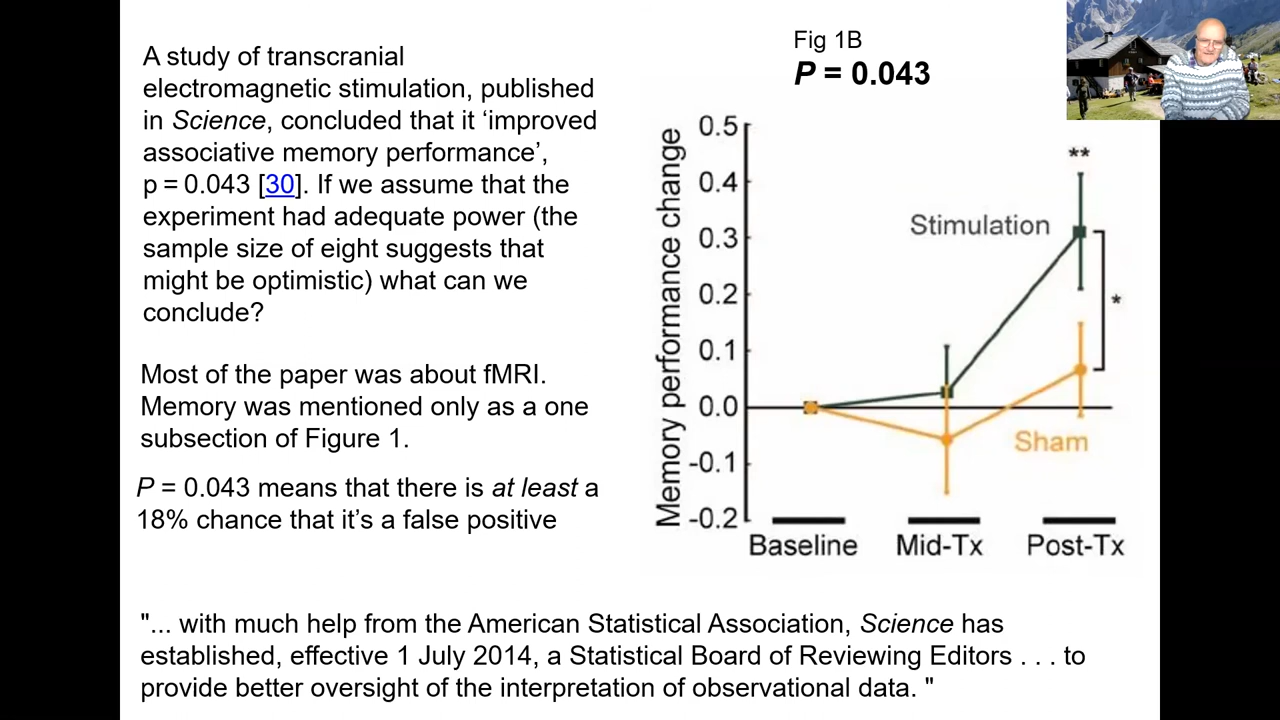 A study of transcranial
electromagnetic stimulation, published
in Science, concluded that it ‘improved
associative memory performance’,
p = 0.043 [30]. If we assume that the
experiment had adequate power (the
sample size of eight suggests that
might be optimistic) what can we
conclude?
Most of the paper was about fMRI.
Memory was mentioned only as a one
subsection of Figure 1.
P = 0.043 means that there is at least a
18% chance that it’s a false positive
Fig 1B
P = 0.043
Memory performance change
0.5
0.4
0.3
0.2
0.1
0.0
-0.1
-0.2
**
Stimulation
*
Sham
Baseline Mid-Tx Post-Tx
"... with much help from the American Statistical Association, Science has
established, effective 1 July 2014, a Statistical Board of Reviewing Editors . . . to
provide better oversight of the interpretation of observational data. "